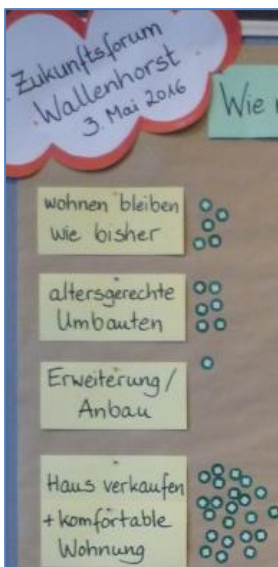 Zukunftsforum
Wallenhorst
3. Mai 2016
Wie
wohnen bleiben
wie bisher
altersgerechte
Umbauten
Erweiterung/
Anbau
Haus verkaufen
+komfortable
Wohnung